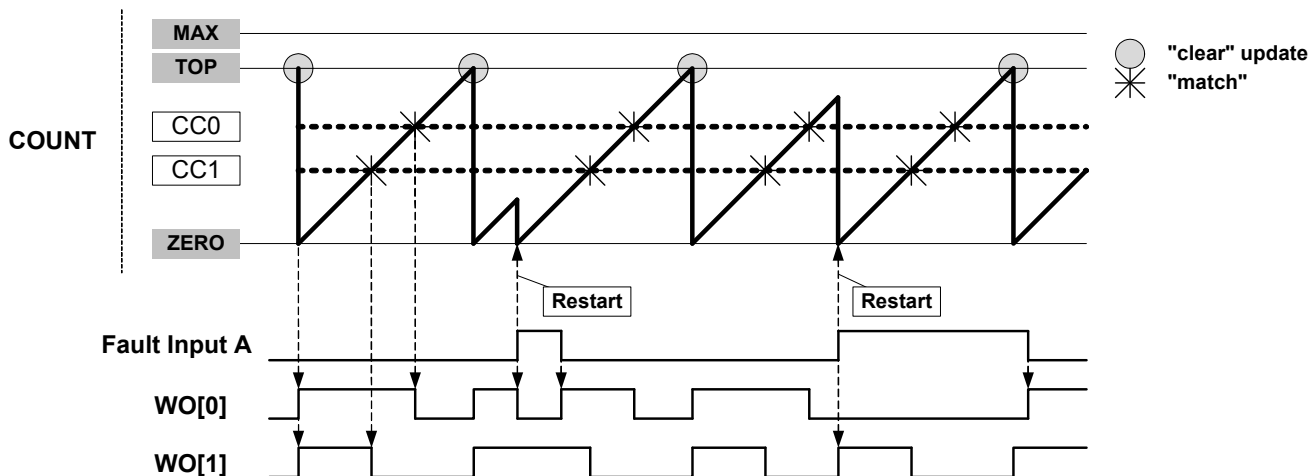 MAX
"clear" update
TOP
"match"
CC0
COUNT
CC1
ZERO
Restart
Restart
Fault Input A
WO[0]
WO[1]